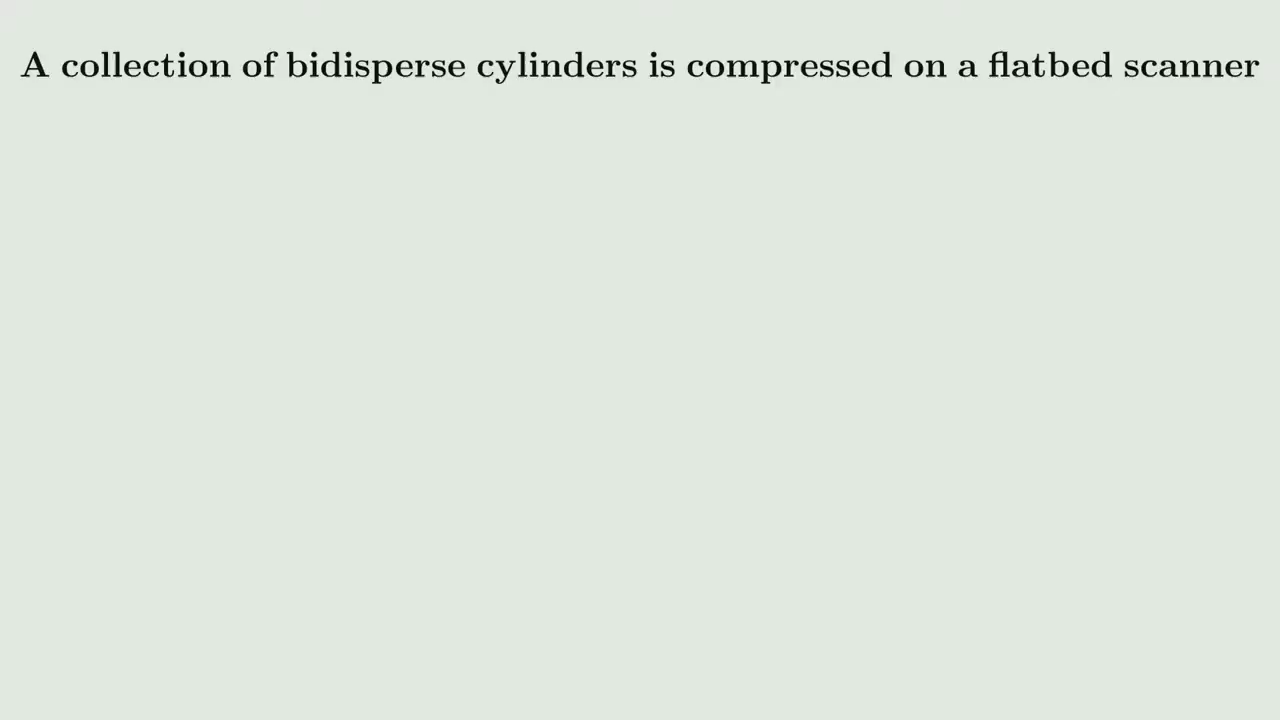 A collection of bidisperse cylinders is compressed on a flatbed scanner